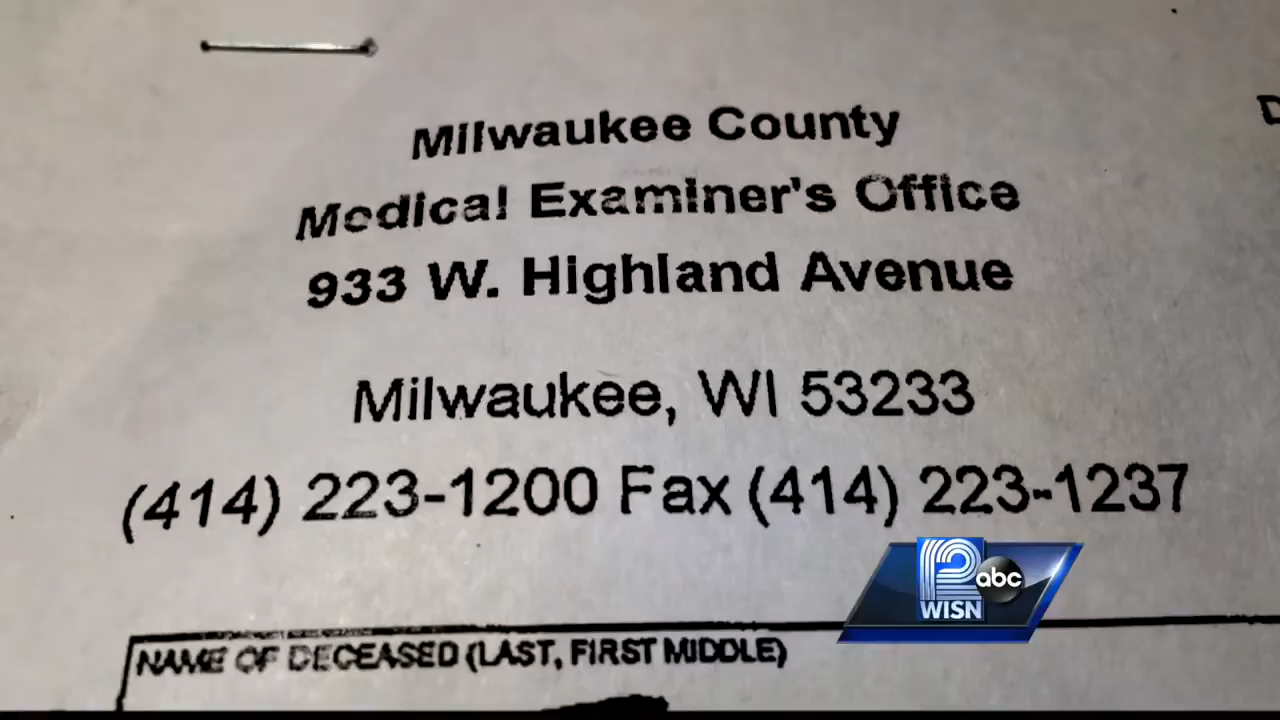 Milwaukee County
D
Medical Examiner's Office
933 W. Highland Avenue
Milwaukee, WI 53233
(414) 223-1200 Fax (414) 223-1237
12
abc
WISN
NAME OF DECEASED (LAST, FIRST MIDDLE)